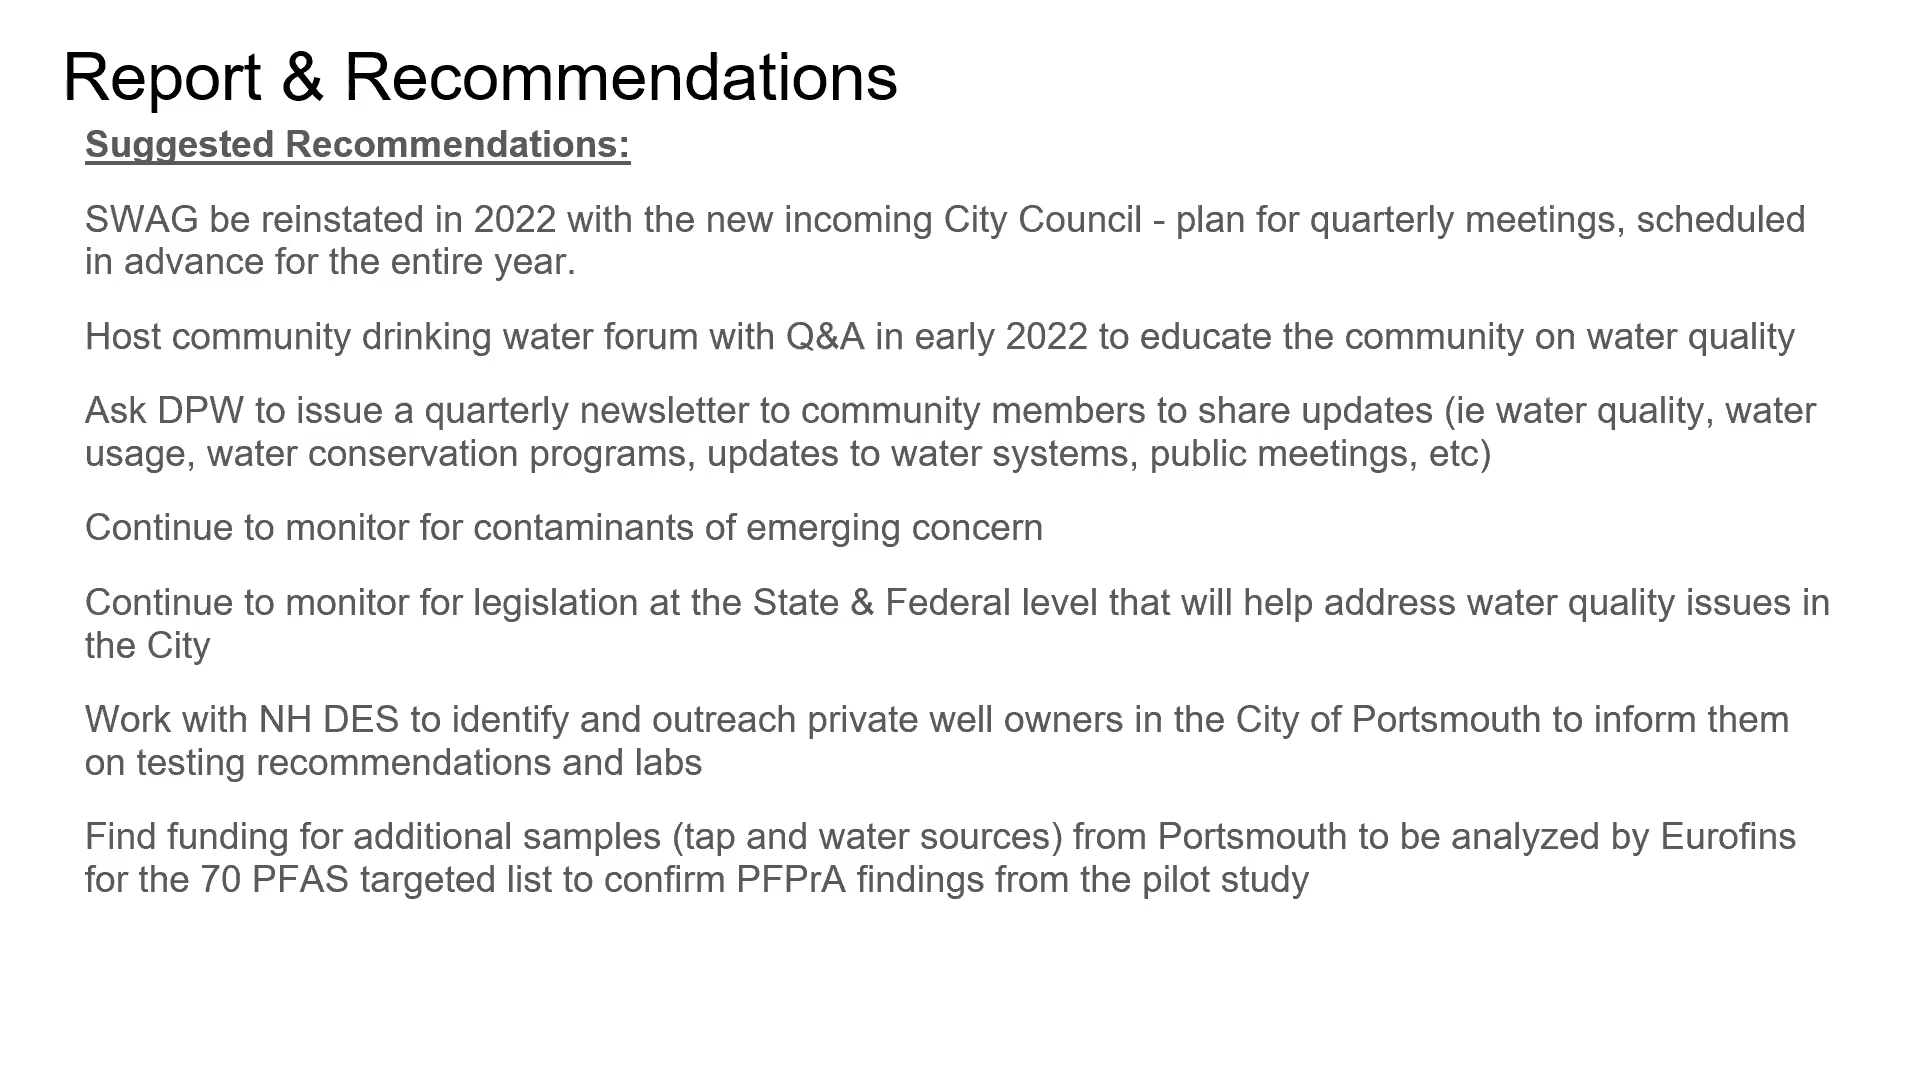 Report & Recommendations
Suggested Recommendations:
SWAG be reinstated in 2022 with the new incoming City Council - plan for quarterly meetings, scheduled
in advance for the entire year.
Host community drinking water forum with Q&A in early 2022 to educate the community on water quality
Ask DPW to issue a quarterly newsletter to community members to share updates (ie water quality, water
usage, water conservation programs, updates to water systems, public meetings, etc)
Continue to monitor for contaminants of emerging concern
Continue to monitor for legislation at the State & Federal level that will help address water quality issues in
the City
Work with NH DES to identify and outreach private well owners in the City of Portsmouth to inform them
on testing recommendations and labs
Find funding for additional samples (tap and water sources) from Portsmouth to be analyzed by Eurofins
for the 70 PFAS targeted list to confirm PFPrA findings from the pilot study